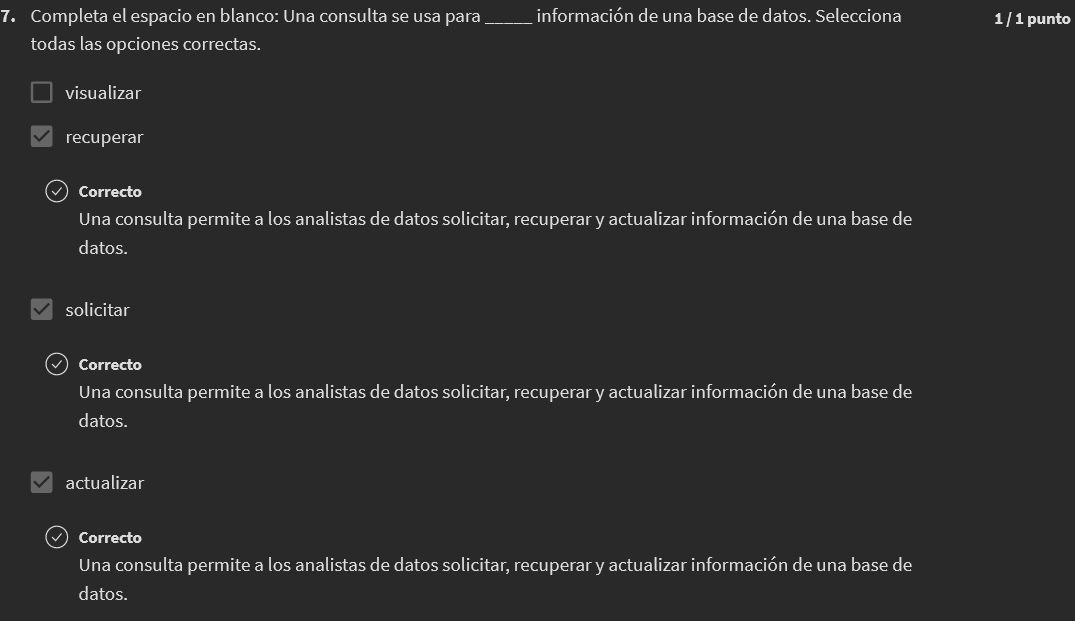 7. Completa el espacio en blanco: Una consulta se usa para _____ información de una base de datos. Selecciona 1 / 1 punto
todas las opciones correctas.
visualizar
recuperar
Correcto
Una consulta permite a los analistas de datos solicitar, recuperar y actualizar información de una base de
datos.
solicitar
Correcto
Una consulta permite a los analistas de datos solicitar, recuperar y actualizar información de una base de
datos.
actualizar
Correcto
Una consulta permite a los analistas de datos solicitar, recuperar y actualizar información de una base de
datos.